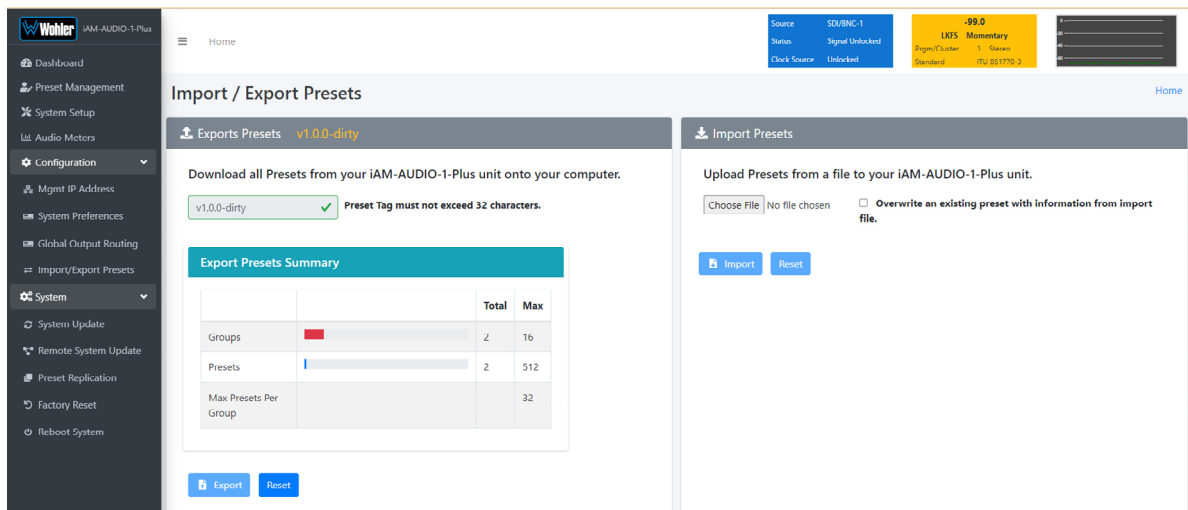 Wohler iAM-AUDIO-1-Plus
Dashboard
Preset Management
System Setup
Audio Meters
Configuration
Mgmt IP Address
System Preferences
Global Output Routing
Import/Export Presets
System
System Update
Remote System Update
Preset Replication
Factory Reset
Reboot System
Home
Source SDI/BNC-1
Status Signal Unlocked
Clock Source Unlocked
-99.0
LKFS Momentary
Prgm/Cluster 1 Stereo
Standard ITU BS1770-3
Import / Export Presets
Home
Exports Presets v1.0.0-dirty
Download all Presets from your iAM-AUDIO-1-Plus unit onto your computer.
v1.0.0-dirty
Preset Tag must not exceed 32 characters.
Export Presets Summary
Total Max
Groups 2 16
Presets 2 512
Max Presets Per
Group
32
Export Reset
Import Presets
Upload Presets from a file to your iAM-AUDIO-1-Plus unit.
Choose File No file chosen
Overwrite an existing preset with information from import
file.
Import Reset